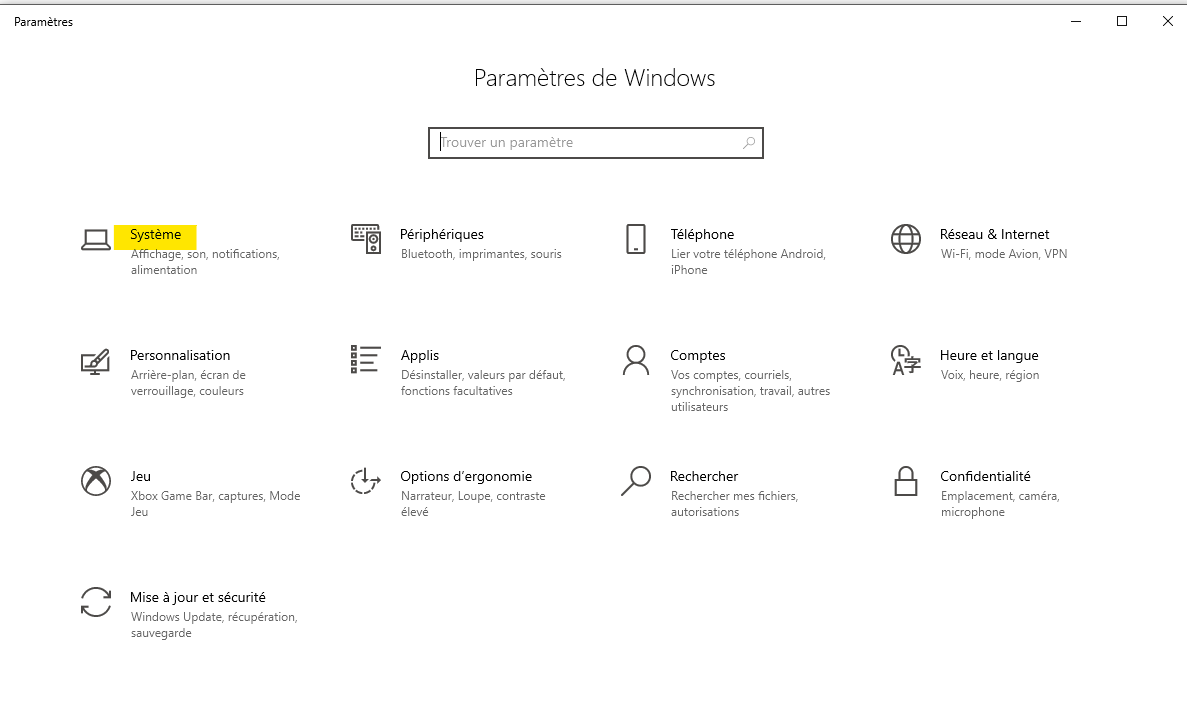 Paramètres
Paramètres de Windows
Trouver un paramètre
Système
Affichage, son, notifications,
alimentation
Périphériques
Bluetooth, imprimantes, souris
Téléphone
Lier votre téléphone Android,
iPhone
Réseau & Internet
Wi-Fi, mode Avion, VPN
Personnalisation
Arrière-plan, écran de
verrouillage, couleurs
Applis
Désinstaller, valeurs par défaut,
fonctions facultatives
Comptes
Vos comptes, courriels,
synchronisation, travail, autres
utilisateurs
Heure et langue
Voix, heure, région
Jeu
Xbox Game Bar, captures, Mode
Jeu
Options d’ergonomie
Narrateur, Loupe, contraste
élevé
Rechercher
Rechercher mes fichiers,
autorisations
Confidentialité
Emplacement, caméra,
microphone
Mise à jour et sécurité
Windows Update, récupération,
sauvegarde